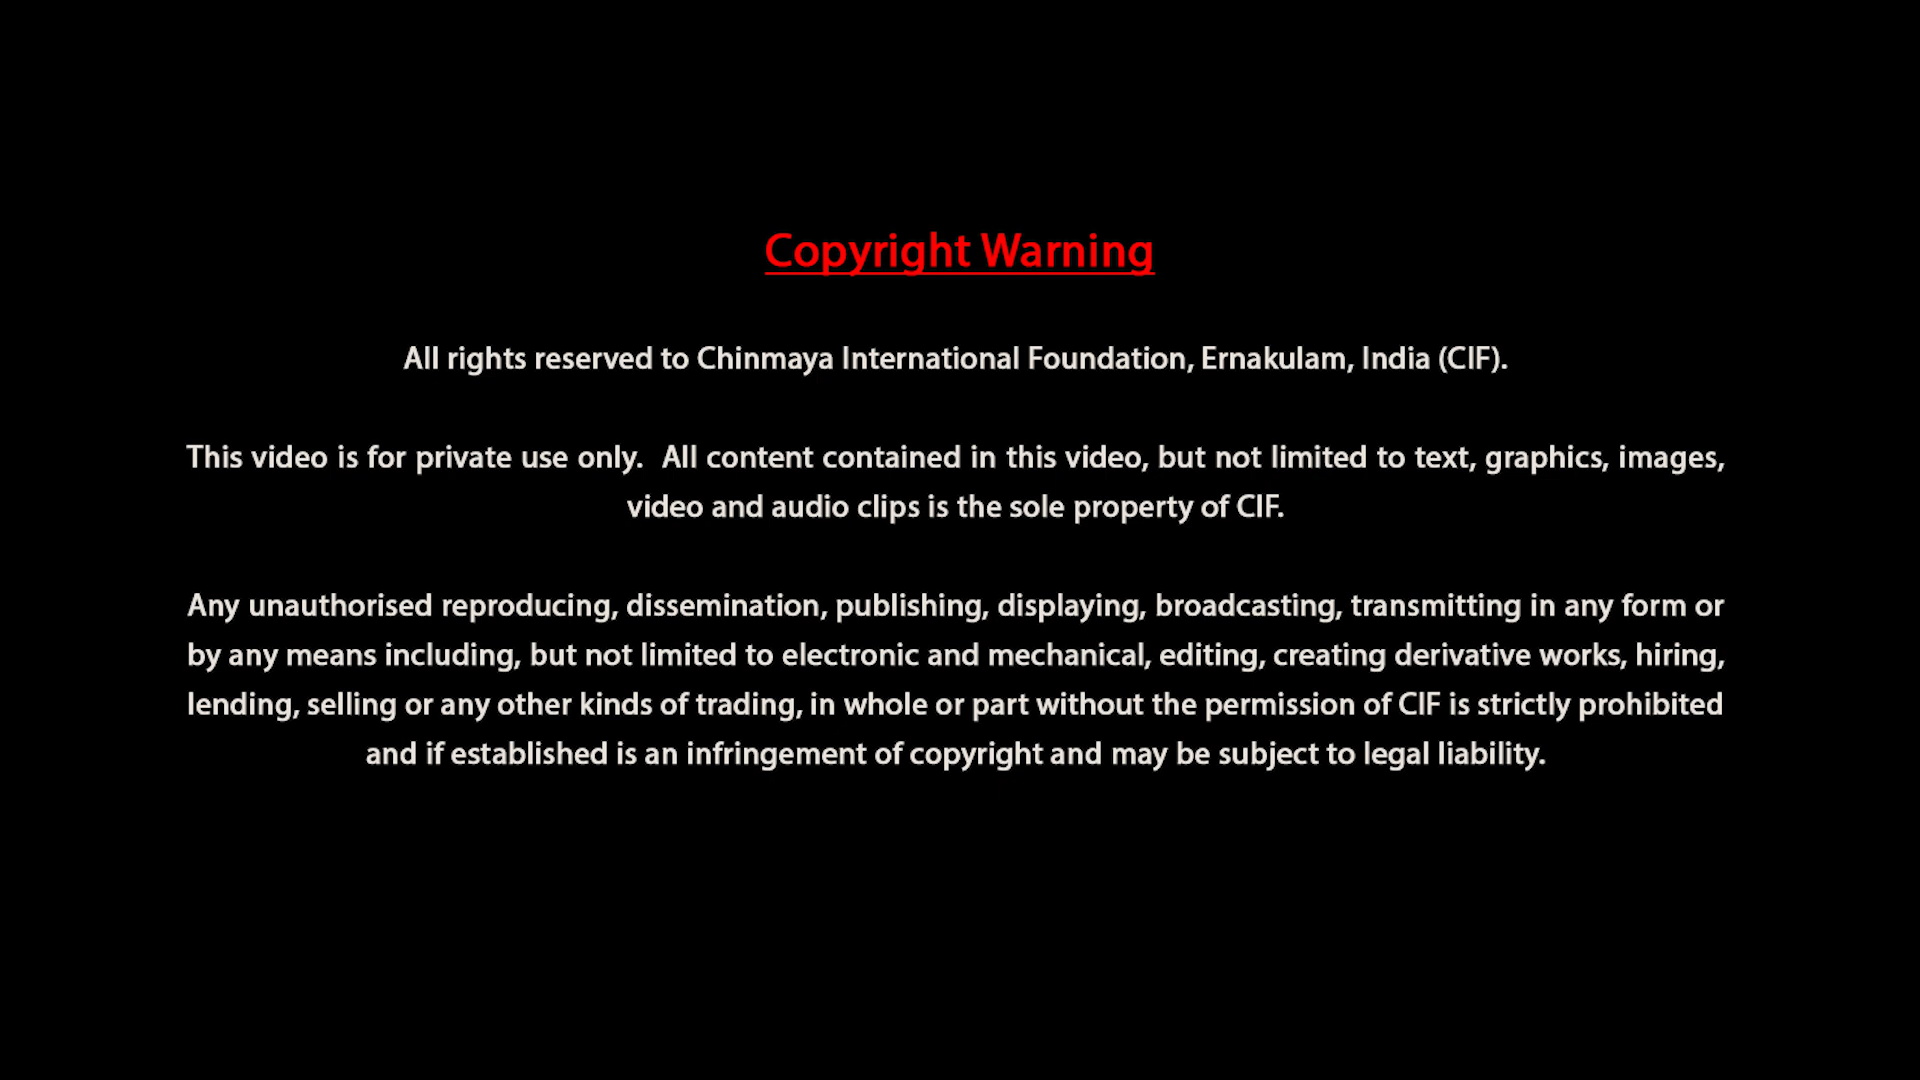 Copyright Warning
All rights reserved to Chinmaya International Foundation, Ernakulam, India (CIF).
This video is for private use only.  All content contained in this video, but not limited to text, graphics, images,
video and audio clips is the sole property of CIF.
Any unauthorised reproducing, dissemination, publishing, displaying, broadcasting, transmitting in any form or
by any means including, but not limited to electronic and mechanical, editing, creating derivative works, hiring,
lending, selling or any other kinds of trading, in whole or part without the permission of CIF is strictly prohibited
and if established is an infringement of copyright and may be subject to legal liability.